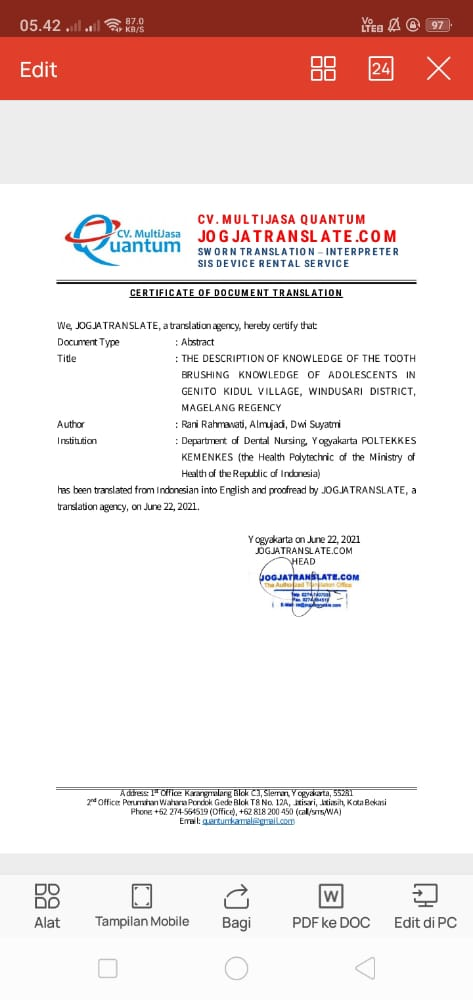 05.42
87.0 KB/S
Vo LTE
97
Edit
24
CV. MultiJasa
Quantum
CV. MULTIJASA QUANTUM
JOGJATRANSLATE.COM
SWORN TRANSLATION – INTERPRETER
SIS DEVICE RENTAL SERVICE
CERTIFICATE OF DOCUMENT TRANSLATION
We, JOGJATRANSLATE, a translation agency, hereby certify that:
Document Type : Abstract
Title : THE DESCRIPTION OF KNOWLEDGE OF THE TOOTH
BRUSHING KNOWLEDGE OF ADOLESCENTS IN
GENITO KIDUL VILLAGE, WINDUSARI DISTRICT,
MAGELANG REGENCY
Author : Rani Rahmawati, Almujadi, Dwi Suyatmi
Institution : Department of Dental Nursing, Yogyakarta POLTEKKES
KEMENKES (the Health Polytechnic of the Ministry of
Health of the Republic of Indonesia)
has been translated from Indonesian into English and proofread by JOGJATRANSLATE, a
translation agency, on June 22, 2021.
Yogyakarta on June 22, 2021
JOGJATRANSLATE.COM
HEAD
JOGJATRANSLATE.COM
The Authorized Translation Office
Address: 1st Office: Karangmalang Blok C3, Sleman, Yogyakarta, 55281
2nd Office: Perumahan Wahana Pondok Gede Blok T8 No. 12A, Jatisari, Jatiasih, Kota Bekasi
Phone: +62 274-564519 (Office), +62 818 200 450 (call/sms/WA)
Email: quantumkarmal@gmail.com
Alat
Tampilan Mobile
Bagi
W
PDF ke DOC
Edit di PC